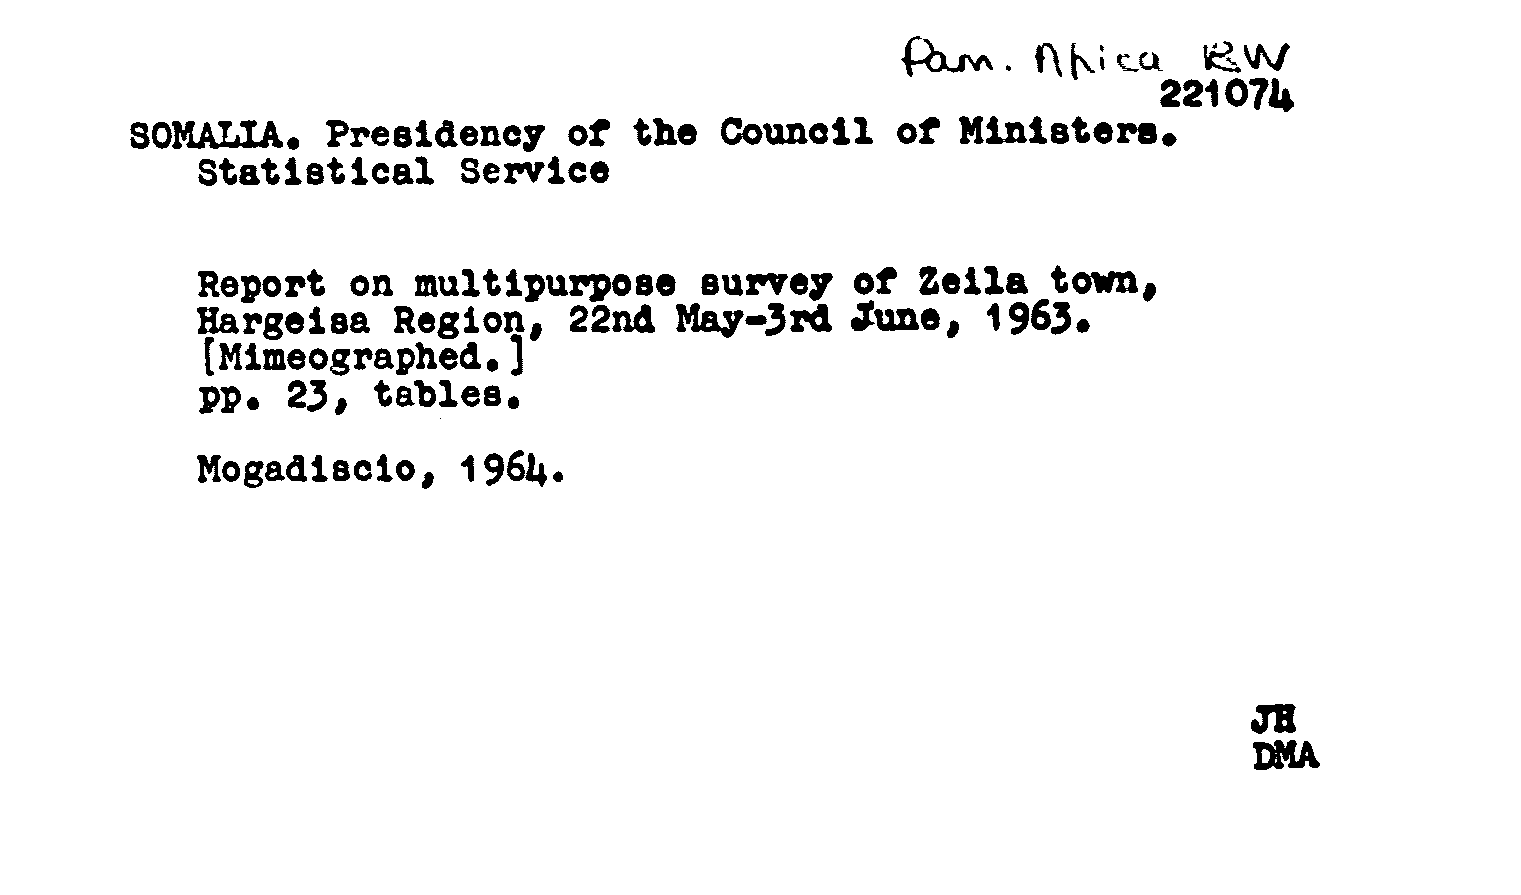 Pam. Africa RW
221074
SOMALIA. Presidency of the Council of Ministers.
Statistical Service
Report on multipurpose survey of Zeila town,
Hargeisa Region, 22nd May-3rd June, 1963.
[Mimeographed.]
pp. 23, tables.
Mogadiscio, 1964.
JH
DMA